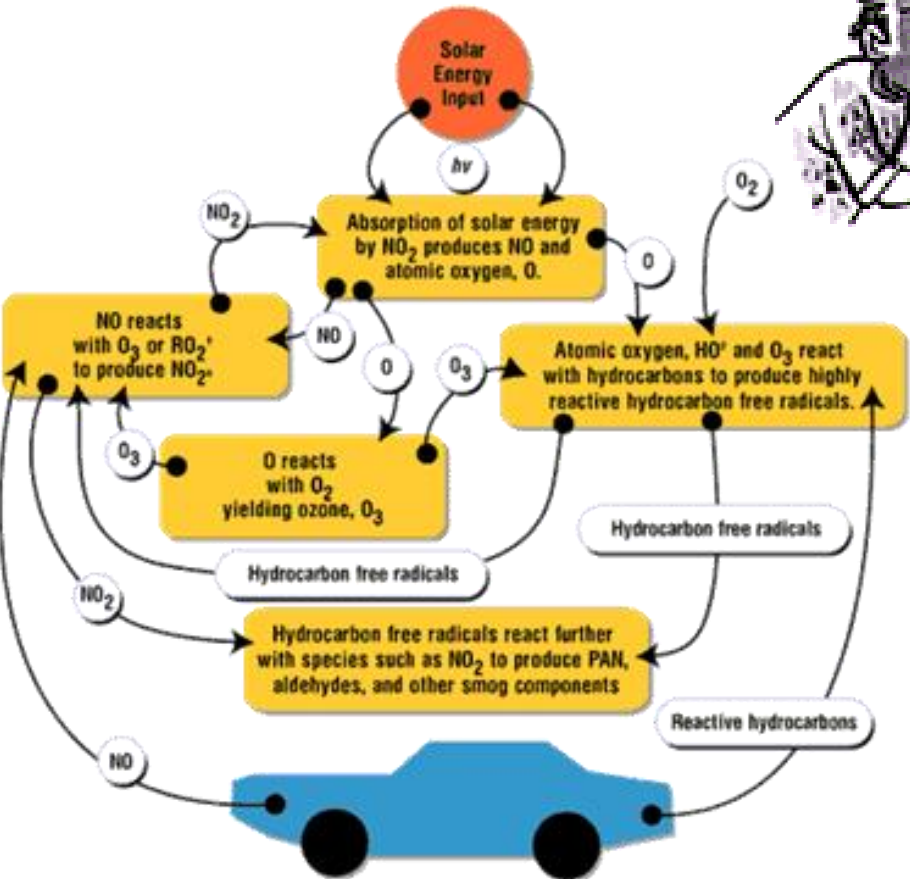 Solar
Energy
Input
hv
O2
NO2
Absorption of solar energy
by NO2 produces NO and
atomic oxygen, O.
O
NO reacts
with O3 or RO2•
to produce NO2•
NO
O
O3
Atomic oxygen, HO• and O3 react
with hydrocarbons to produce highly
reactive hydrocarbon free radicals.
O3
O reacts
with O2
yielding ozone, O3
Hydrocarbon free radicals
Hydrocarbon free radicals
NO2
Hydrocarbon free radicals react further
with species such as NO2 to produce PAN,
aldehydes, and other smog components
Reactive hydrocarbons
NO